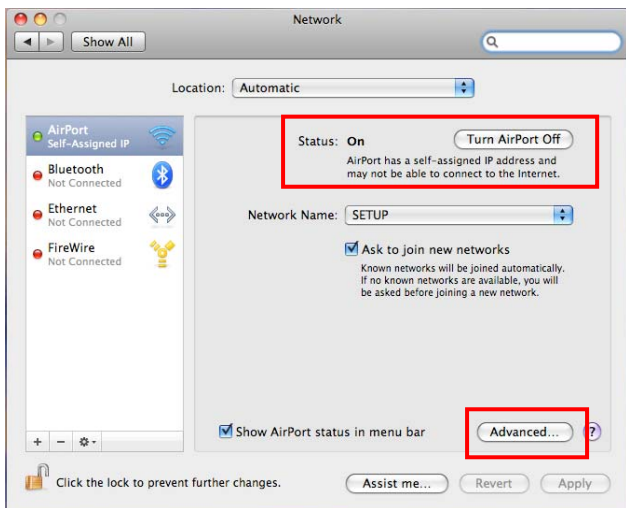 Network
Show All
Location: Automatic
AirPort
Self-Assigned IP
Bluetooth
Not Connected
Ethernet
Not Connected
FireWire
Not Connected
Status: On Turn AirPort Off
AirPort has a self-assigned IP address and
may not be able to connect to the Internet.
Network Name: SETUP
Ask to join new networks
Known networks will be joined automatically.
If no known networks are available, you will
be asked before joining a new network.
Show AirPort status in menu bar Advanced... ?
Click the lock to prevent further changes. Assist me... Revert Apply